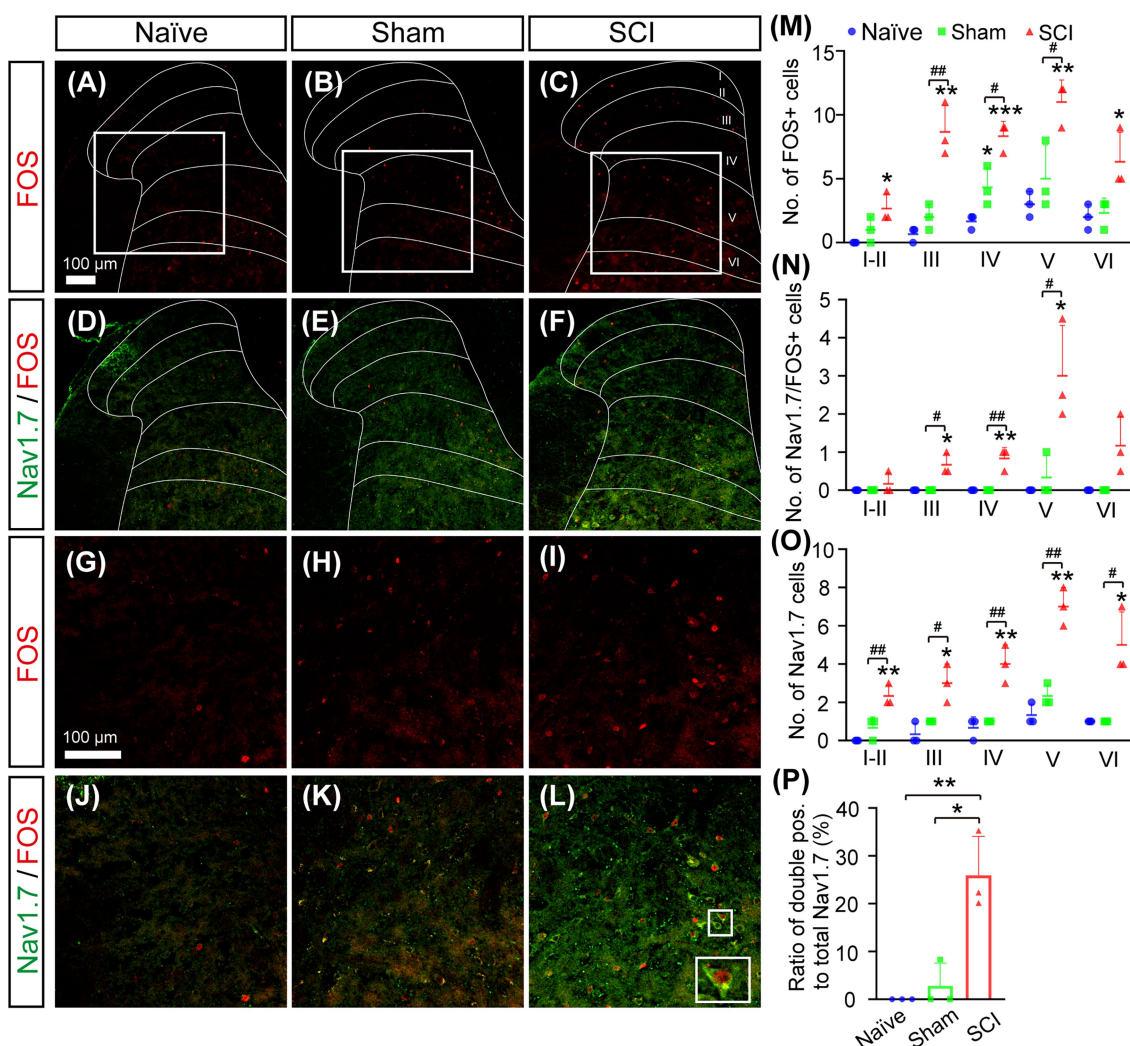 Naïve Sham SCI
FOS
(A) (B) (C)
I
II
III
IV
V
VI
100 µm
Nav1.7 / FOS
(D) (E) (F)
FOS
(G) (H) (I)
100 µm
Nav1.7 / FOS
(J) (K) (L)
(M) Naïve Sham SCI
No. of FOS+ cells
15
10
5
0
* ## ** * # *** # ** *
I-II III IV V VI
(N)
No. of Nav1.7/FOS+ cells
5
4
3
2
1
0
# * ## ** # *
I-II III IV V VI
(O)
No. of Nav1.7 cells
10
8
6
4
2
0
## ** # * ## ** ## ** # *
I-II III IV V VI
(P)
Ratio of double pos.
to total Nav1.7 (%)
40
30
20
10
0
**
*
Naïve Sham SCI